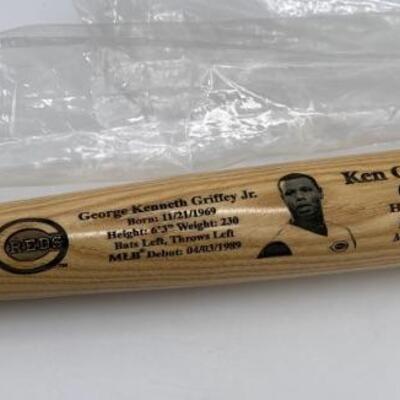 REDS
George Kenneth Griffey Jr.
Born: 11/21/1969
Height: 6'3" Weight: 230
Bats Left, Throws Left
MLB® Debut: 04/03/1989
Ken